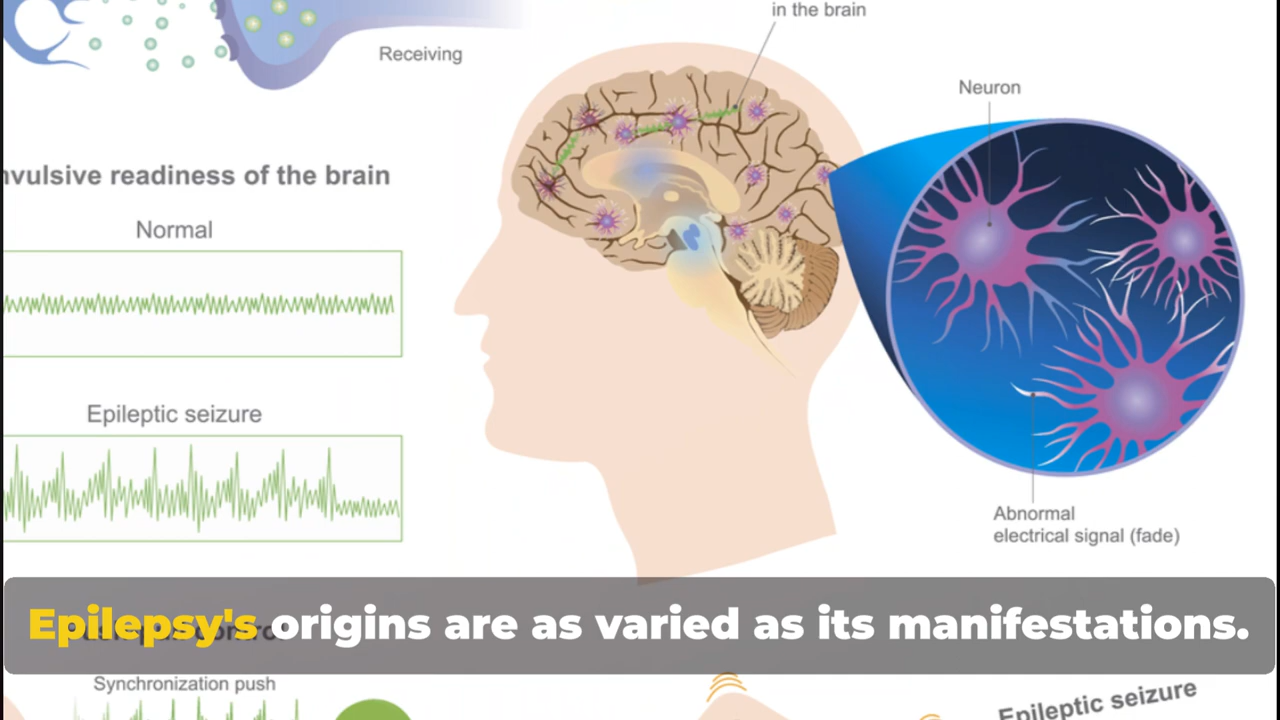 in the brain
Receiving
Neuron
nvulsive readiness of the brain
Normal
Epileptic seizure
Abnormal
electrical signal (fade)
Epilepsy's origins are as varied as its manifestations.
Synchronization push
Epileptic seizure